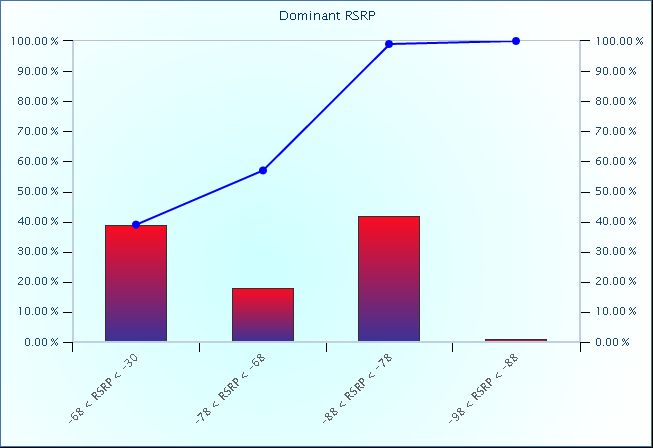 Dominant RSRP
100.00 % 100.00 %
90.00 % 90.00 %
80.00 % 80.00 %
70.00 % 70.00 %
60.00 % 60.00 %
50.00 % 50.00 %
40.00 % 40.00 %
30.00 % 30.00 %
20.00 % 20.00 %
10.00 % 10.00 %
0.00 % 0.00 %
-68 < RSRP < -30
-78 < RSRP < -68
-88 < RSRP < -78
-98 < RSRP < -88